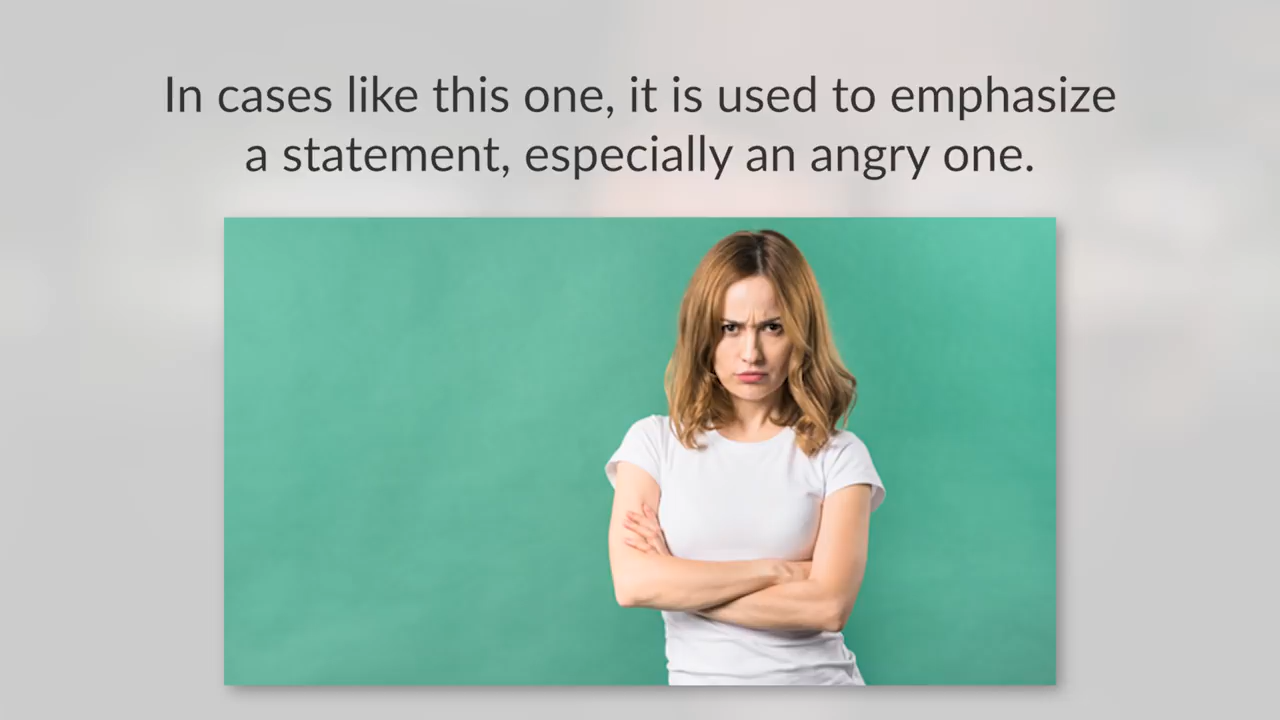 In cases like this one, it is used to emphasize
a statement, especially an angry one.